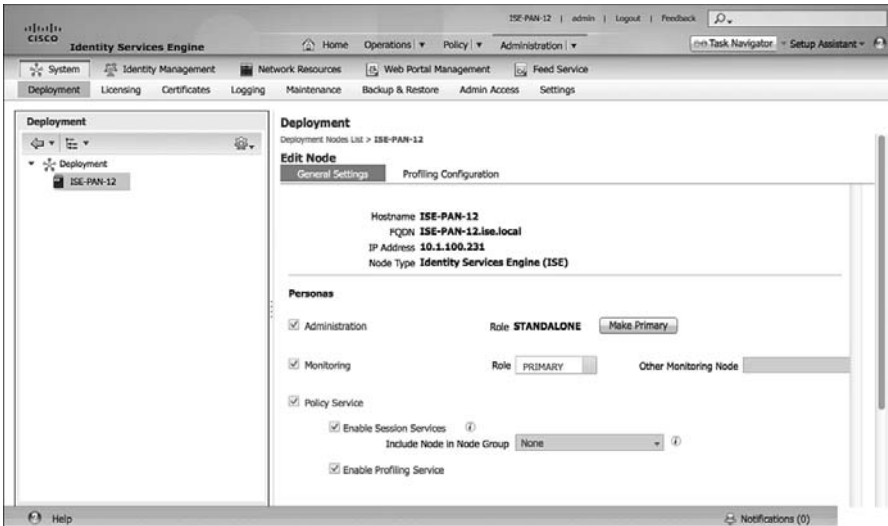 ISE-PAN-12 | admin | Logout | Feedback
CISCO Identity Services Engine
Home Operations | Policy | Administration |
Task Navigator Setup Assistant
System Identity Management Network Resources Web Portal Management Feed Service
Deployment Licensing Certificates Logging Maintenance Backup & Restore Admin Access Settings
Deployment
Deployment
ISE-PAN-12
Deployment
Deployment Nodes List > ISE-PAN-12
Edit Node
General Settings Profiling Configuration
Hostname ISE-PAN-12
FQDN ISE-PAN-12.ise.local
IP Address 10.1.100.231
Node Type Identity Services Engine (ISE)
Personas
Administration Role STANDALONE Make Primary
Monitoring Role PRIMARY Other Monitoring Node
Policy Service
Enable Session Services
Include Node in Node Group None
Enable Profiling Service
Help Notifications (0)